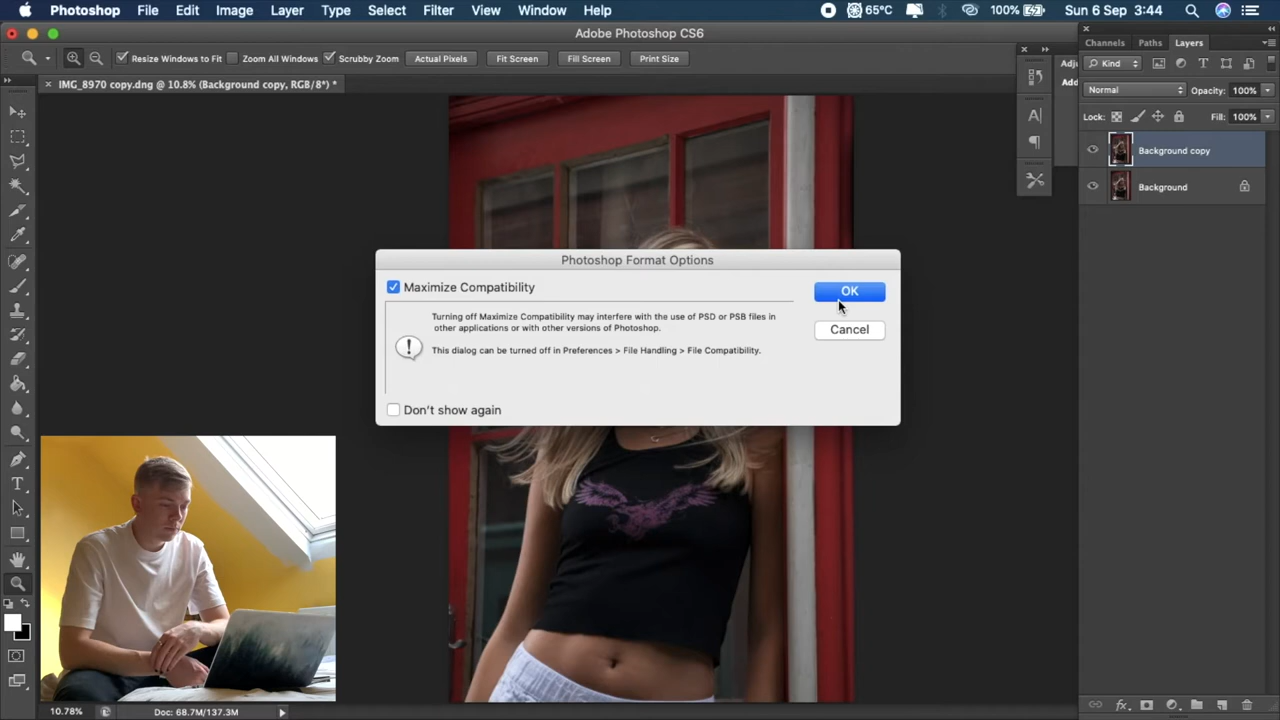 Photoshop File Edit Image Layer Type Select Filter View Window Help 65°C 100% Sun 6 Sep 3:44
Adobe Photoshop CS6
Resize Windows to Fit Zoom All Windows Scrubby Zoom Actual Pixels Fit Screen Fill Screen Print Size
IMG_8970 copy.dng @ 10.8% (Background copy, RGB/8*) *
Channels Paths Layers
Kind
Normal Opacity: 100%
Lock: Fill: 100%
Background copy
Background
Photoshop Format Options
Maximize Compatibility
OK
Turning off Maximize Compatibility may interfere with the use of PSD or PSB files in
other applications or with other versions of Photoshop.
Cancel
This dialog can be turned off in Preferences > File Handling > File Compatibility.
Don't show again
10.78% Doc: 68.7M/137.3M